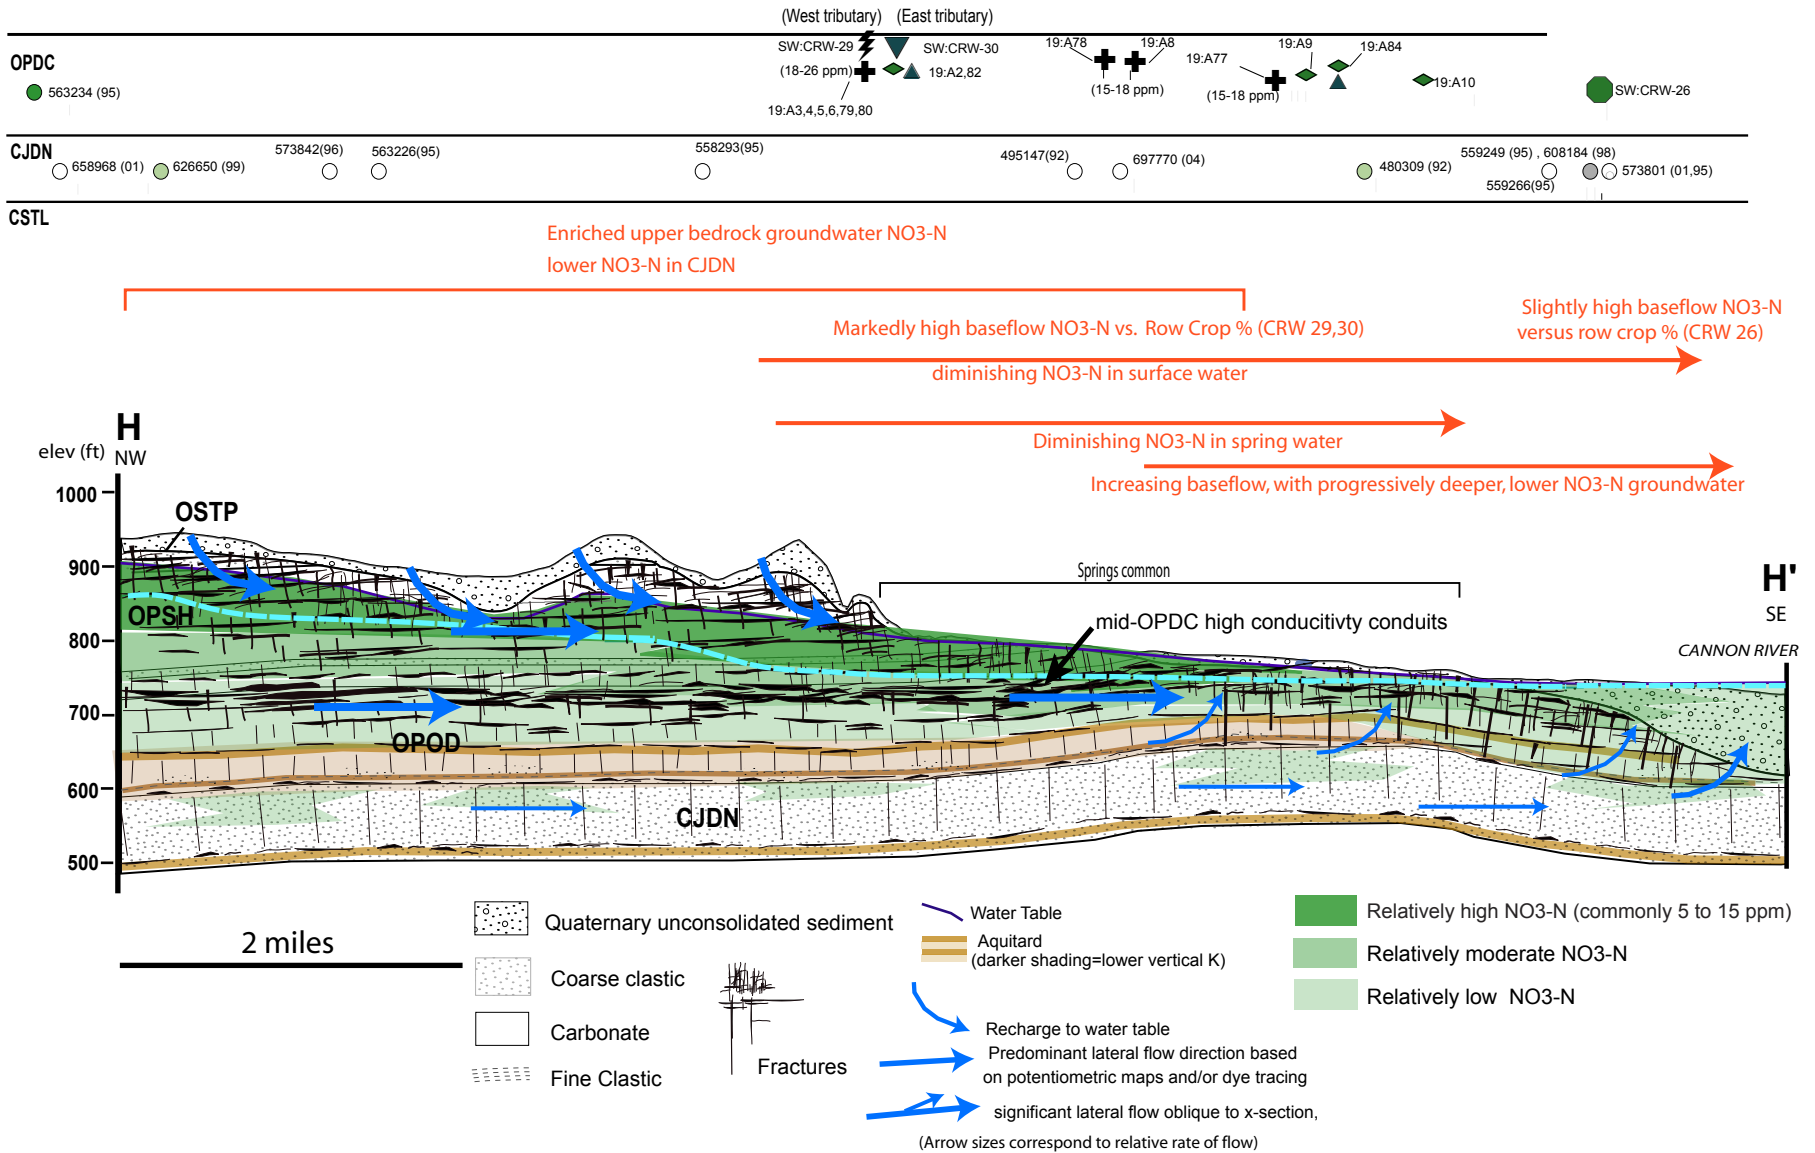 (West tributary) (East tributary)
OPDC
563234 (95)
SW:CRW-29
SW:CRW-30
(18-26 ppm)
19:A2,82
19:A3,4,5,6,79,80
19:A78
19:A8
(15-18 ppm)
19:A77
(15-18 ppm)
19:A9
19:A84
19:A10
SW:CRW-26
CJDN
658968 (01)
626650 (99)
573842(96)
563226(95)
558293(95)
495147(92)
697770 (04)
480309 (92)
559249 (95) , 608184 (98)
559266(95)
573801 (01,95)
CSTL
Enriched upper bedrock groundwater NO3-N
lower NO3-N in CJDN
Markedly high baseflow NO3-N vs. Row Crop % (CRW 29,30)
Slightly high baseflow NO3-N
versus row crop % (CRW 26)
diminishing NO3-N in surface water
Diminishing NO3-N in spring water
Increasing baseflow, with progressively deeper, lower NO3-N groundwater
H
NW
elev (ft)
1000
900
800
700
600
500
OSTP
OPSH
OPOD
CJDN
Springs common
mid-OPDC high conducitivty conduits
H'
SE
CANNON RIVER
2 miles
Quaternary unconsolidated sediment
Coarse clastic
Carbonate
Fine Clastic
Fractures
Water Table
Aquitard
(darker shading=lower vertical K)
Recharge to water table
Predominant lateral flow direction based
on potentiometric maps and/or dye tracing
significant lateral flow oblique to x-section,
(Arrow sizes correspond to relative rate of flow)
Relatively high NO3-N (commonly 5 to 15 ppm)
Relatively moderate NO3-N
Relatively low NO3-N